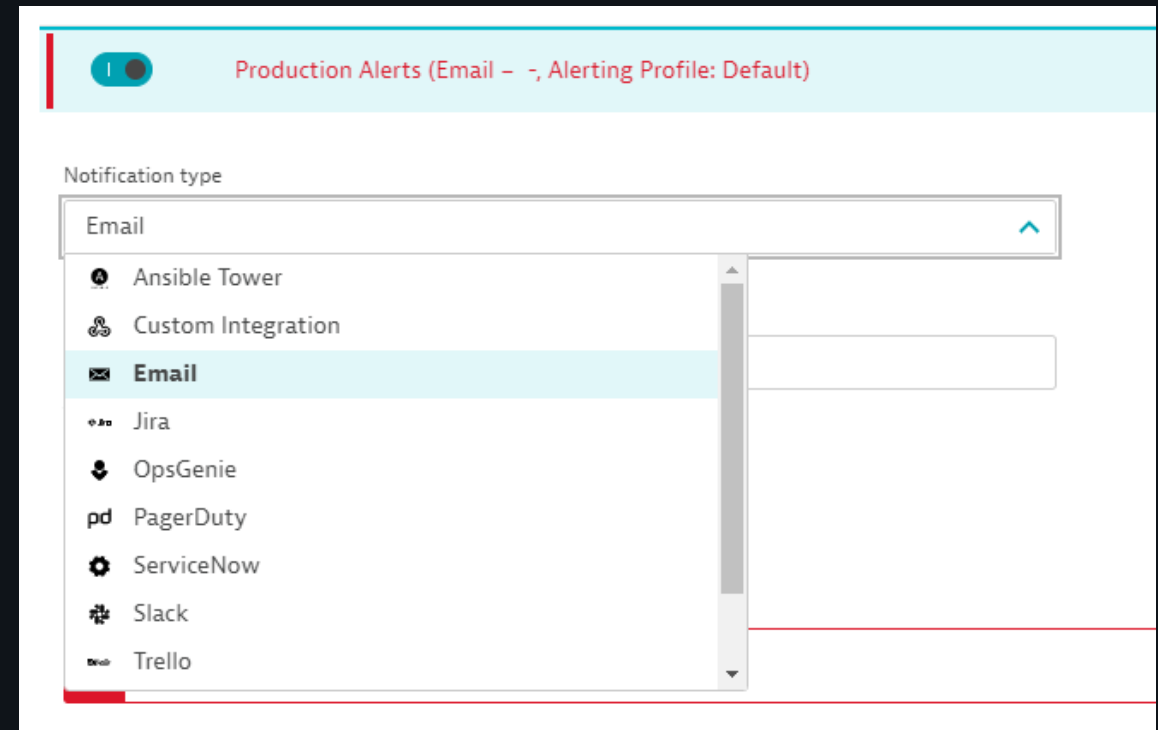 Production Alerts (Email – -, Alerting Profile: Default)
Notification type
Email
Ansible Tower
Custom Integration
Email
Jira
OpsGenie
pd PagerDuty
ServiceNow
Slack
Trello